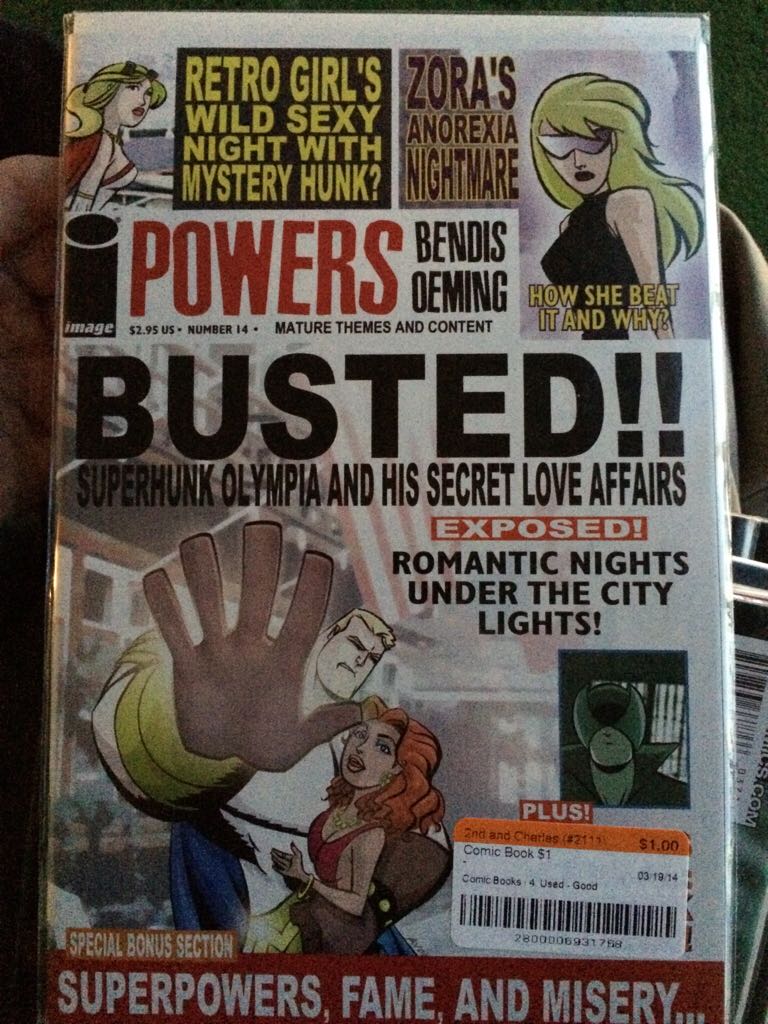 RETRO GIRL'S
WILD SEXY
NIGHT WITH
MYSTERY HUNK?
ZORA'S
ANOREXIA
NIGHTMARE
HOW SHE BEAT
IT AND WHY?
image
POWERS
BENDIS
OEMING
$2.95 US • NUMBER 14 • MATURE THEMES AND CONTENT
BUSTED!!
SUPERHUNK OLYMPIA AND HIS SECRET LOVE AFFAIRS
EXPOSED!
ROMANTIC NIGHTS
UNDER THE CITY
LIGHTS!
PLUS!
2nd and Charles (#2111) $1.00
Comic Book $1
03/19/14
Comic Books : 4 Used - Good
2800006931768
SPECIAL BONUS SECTION
SUPERPOWERS, FAME, AND MISERY...